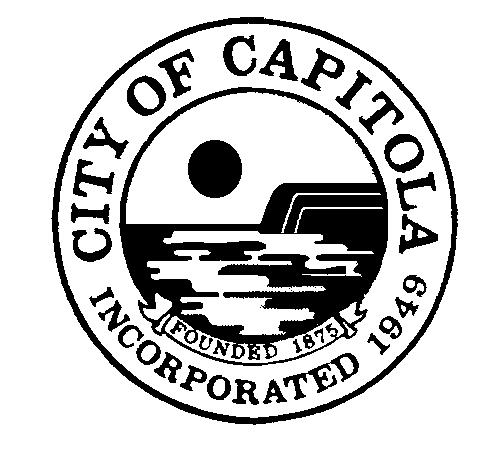 CITY OF CAPITOLA
FOUNDED 1875
INCORPORATED 1949